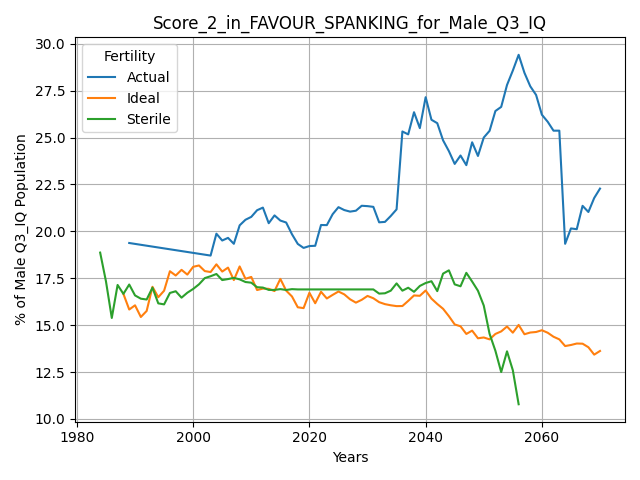 Score_2_in_FAVOUR_SPANKING_for_Male_Q3_IQ
Fertility
Actual
Ideal
Sterile
% of Male Q3_IQ Population
30.0
27.5
25.0
22.5
20.0
17.5
15.0
12.5
10.0
1980 2000 2020 2040 2060
Years